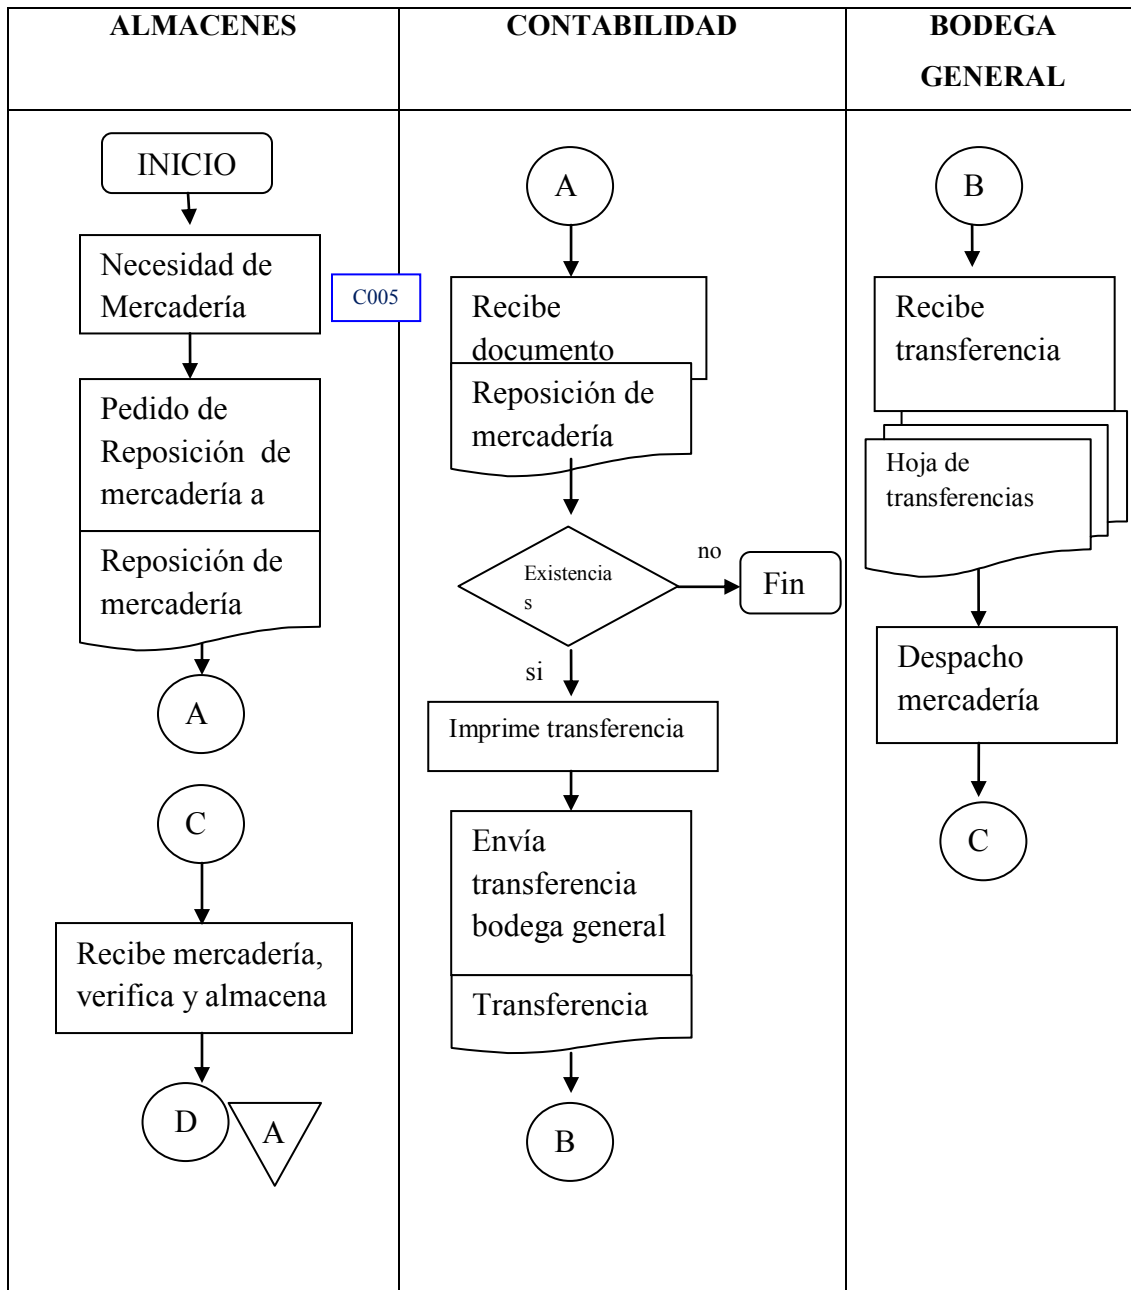 ALMACENES
CONTABILIDAD
BODEGA
GENERAL
INICIO
Necesidad de
Mercadería
C005
Pedido de
Reposición de
mercadería a
Reposición de
mercadería
A
C
Recibe mercadería,
verifica y almacena
D
A
A
Recibe
documento
Reposición de
mercadería
Existencia
s
no
Fin
si
Imprime transferencia
Envía
transferencia
bodega general
Transferencia
B
B
Recibe
transferencia
Hoja de
transferencias
Despacho
mercadería
C